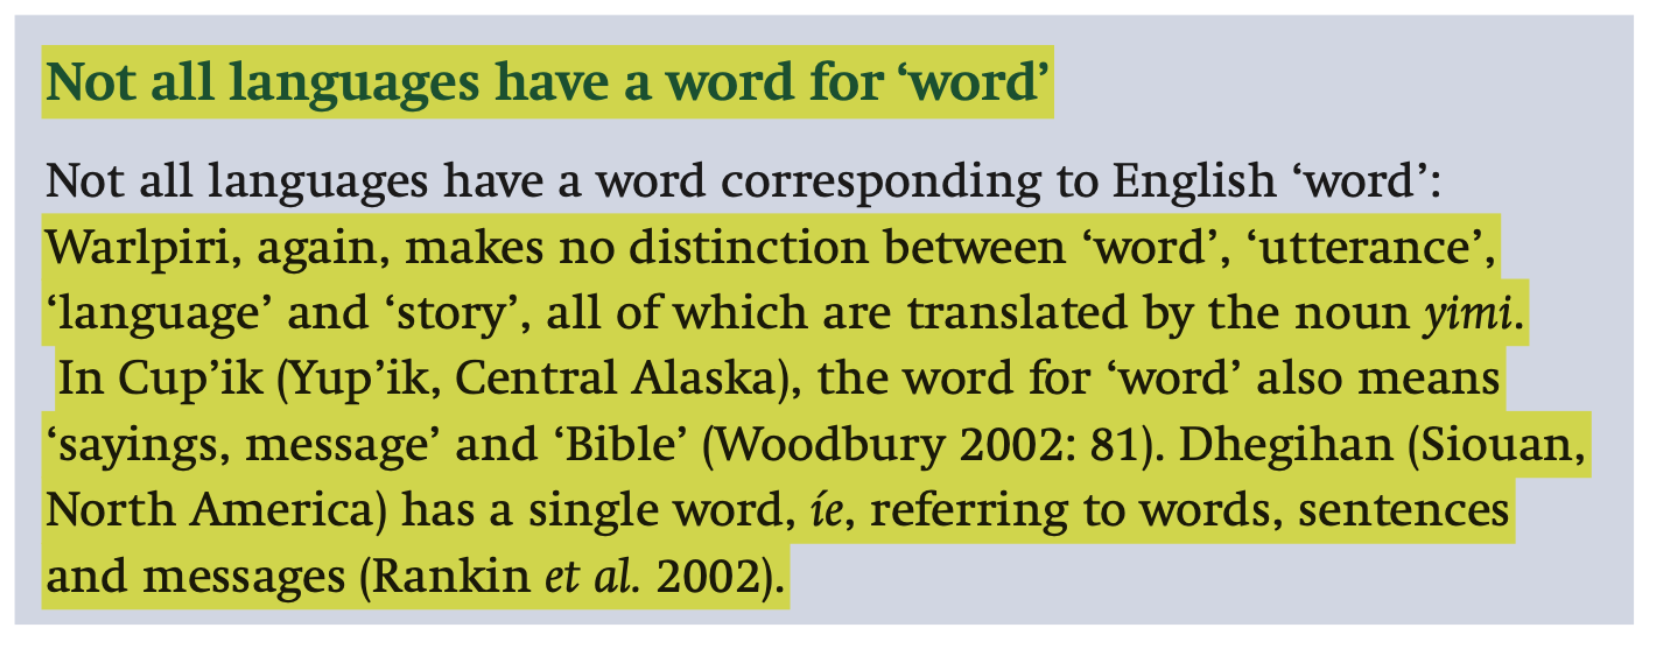 Not all languages have a word for ‘word’
Not all languages have a word corresponding to English ‘word’:
Warlpiri, again, makes no distinction between ‘word’, ‘utterance’,
‘language’ and ‘story’, all of which are translated by the noun yimi.
In Cup’ik (Yup’ik, Central Alaska), the word for ‘word’ also means
‘sayings, message’ and ‘Bible’ (Woodbury 2002: 81). Dhegihan (Siouan,
North America) has a single word, íe, referring to words, sentences
and messages (Rankin et al. 2002).